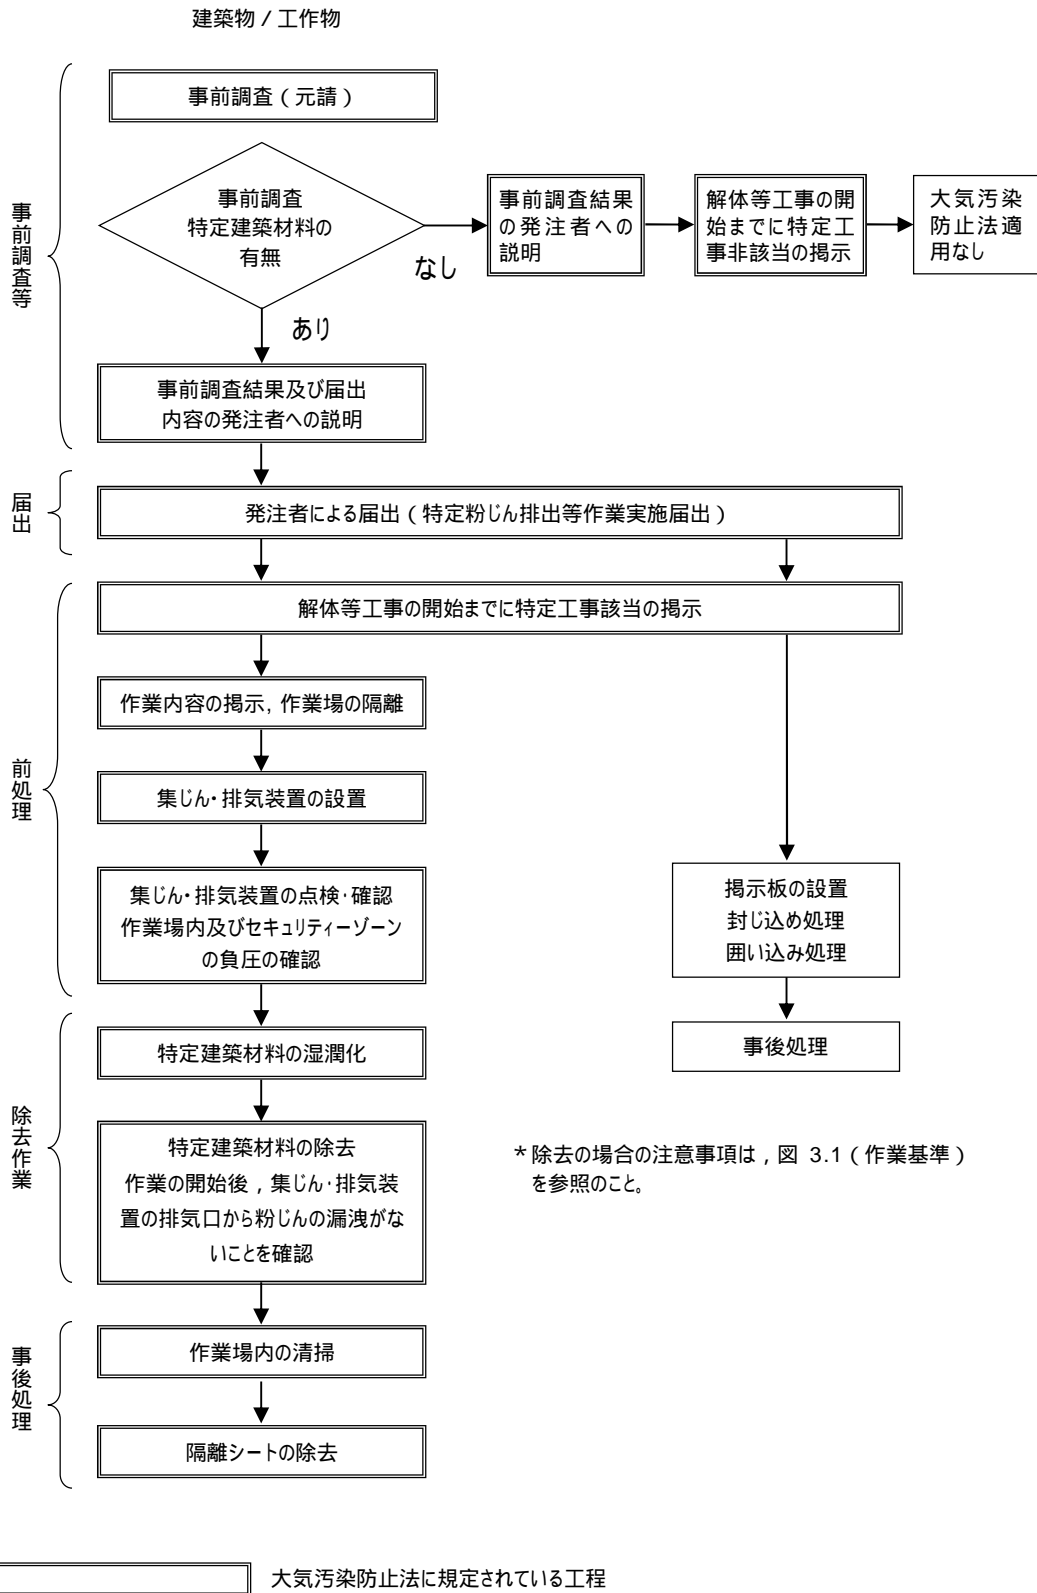 建築物 / 工作物
事前調査等
事前調査（元請）
事前調査
特定建築材料の
有無
なし
あり
事前調査結果
の発注者への
説明
解体等工事の開
始までに特定工
事非該当の掲示
大気汚染
防止法適
用なし
事前調査結果及び届出
内容の発注者への説明
届出
発注者による届出（特定粉じん排出等作業実施届出）
前処理
解体等工事の開始までに特定工事該当の掲示
作業内容の掲示, 作業場の隔離
集じん・排気装置の設置
集じん・排気装置の点検・確認
作業場内及びセキュリティーゾーン
の負圧の確認
掲示板の設置
封じ込め処理
囲い込み処理
事後処理
除去作業
特定建築材料の湿潤化
特定建築材料の除去
作業の開始後，集じん・排気装
置の排気口から粉じんの漏洩がな
いことを確認
＊除去の場合の注意事項は，図 3.1（作業基準）
を参照のこと。
事後処理
作業場内の清掃
隔離シートの除去
大気汚染防止法に規定されている工程